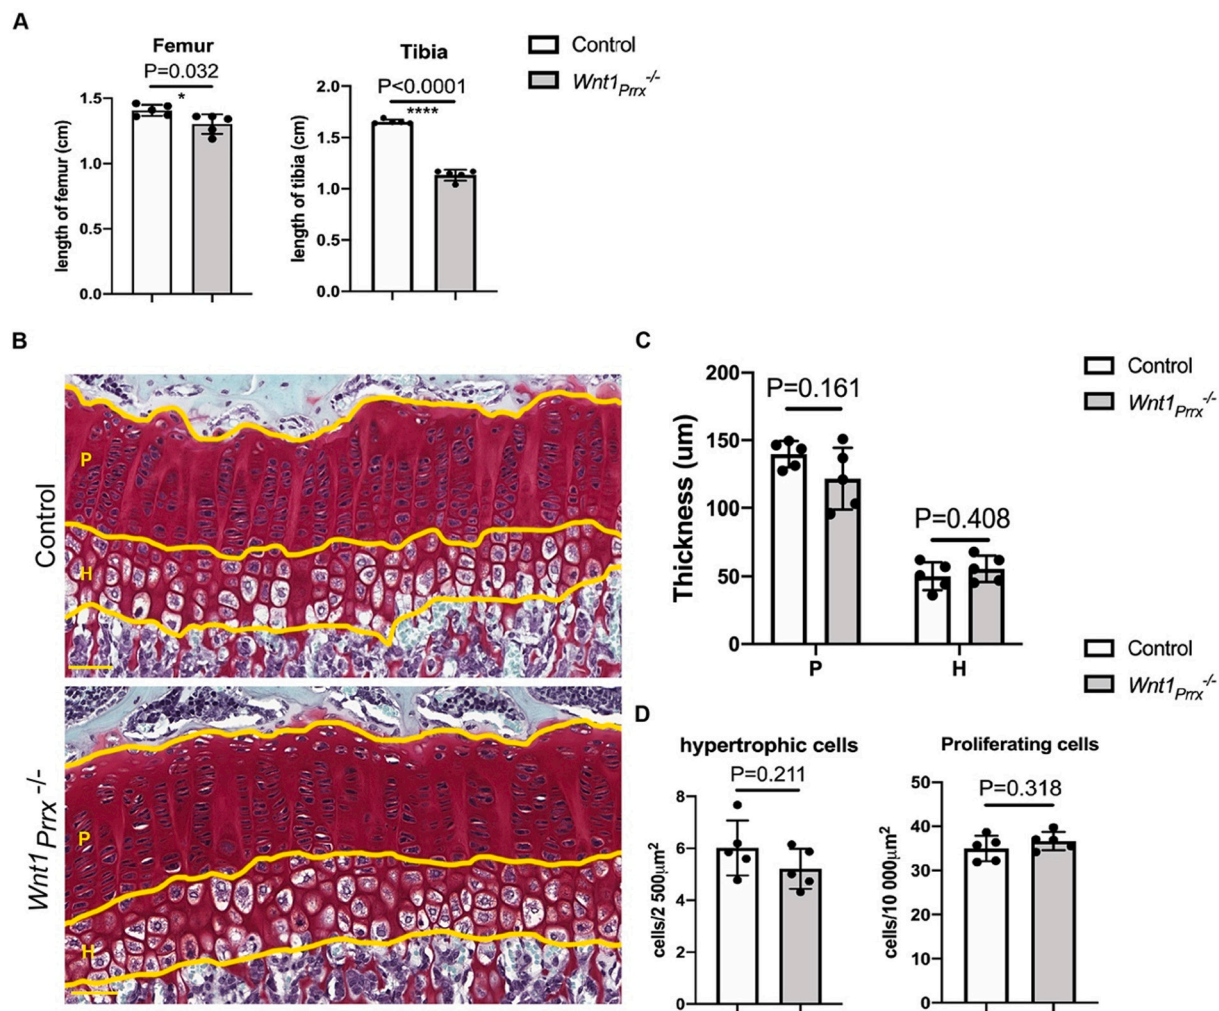 A
Femur
P=0.032
*
1.5
1.0
0.5
0.0
length of femur (cm)
Tibia
P<0.0001
****
2.0
1.5
1.0
0.5
0.0
length of tibia (cm)
Control
Wnt1Prrx-/-
B
Control
P
H
Wnt1Prrx-/-
P
H
C
Control
Wnt1Prrx-/-
200
150
100
50
0
Thickness (um)
P=0.161
P=0.408
P
H
Control
Wnt1Prrx-/-
D
hypertrophic cells
P=0.211
8
6
4
2
0
cells/2 500µm2
Proliferating cells
P=0.318
50
40
30
20
10
0
cells/10 000µm2